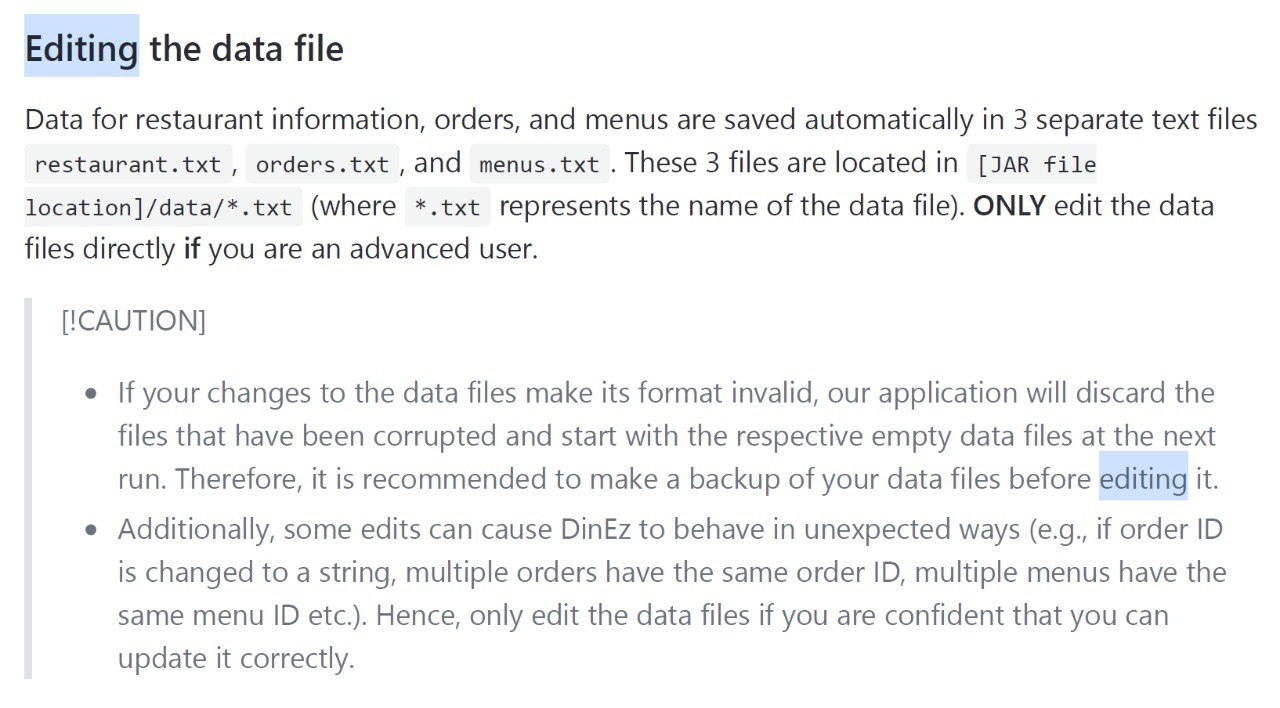 Editing the data file
Data for restaurant information, orders, and menus are saved automatically in 3 separate text files
restaurant.txt , orders.txt , and menus.txt . These 3 files are located in [JAR file
location]/data/*.txt (where *.txt represents the name of the data file). ONLY edit the data
files directly if you are an advanced user.
[!CAUTION]
• If your changes to the data files make its format invalid, our application will discard the
files that have been corrupted and start with the respective empty data files at the next
run. Therefore, it is recommended to make a backup of your data files before editing it.
• Additionally, some edits can cause DinEz to behave in unexpected ways (e.g., if order ID
is changed to a string, multiple orders have the same order ID, multiple menus have the
same menu ID etc.). Hence, only edit the data files if you are confident that you can
update it correctly.